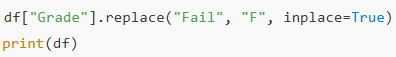 df["Grade"].replace("Fail", "F", inplace=True)
print(df)